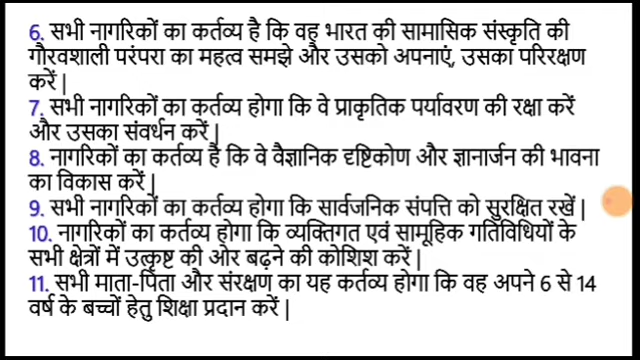 6. सभी नागरिकों का कर्तव्य है कि वह भारत की सामासिक संस्कृति की
गौरवशाली परंपरा का महत्व समझे और उसको अपनाएं, उसका परिरक्षण
करें |
7. सभी नागरिकों का कर्तव्य होगा कि वे प्राकृतिक पर्यावरण की रक्षा करें
और उसका संवर्धन करें |
8. नागरिकों का कर्तव्य है कि वे वैज्ञानिक दृष्टिकोण और ज्ञानार्जन की भावना
का विकास करें |
9. सभी नागरिकों का कर्तव्य होगा कि सार्वजनिक संपत्ति को सुरक्षित रखें |
10. नागरिकों का कर्तव्य होगा कि व्यक्तिगत एवं सामूहिक गतिविधियों के
सभी क्षेत्रों में उत्कृष्ट की ओर बढ़ने की कोशिश करें |
11. सभी माता-पिता और संरक्षण का यह कर्तव्य होगा कि वह अपने 6 से 14
वर्ष के बच्चों हेतु शिक्षा प्रदान करें |